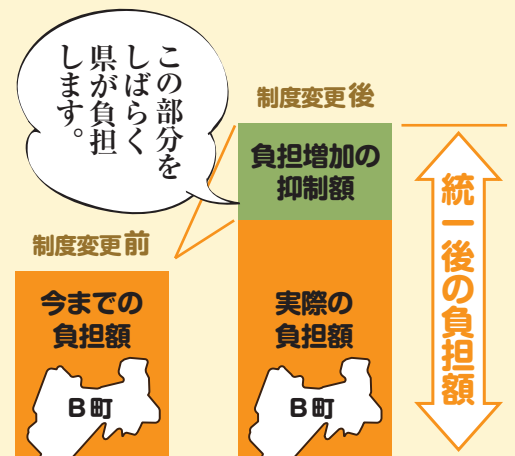 この部分を
しばらく
県が負担
します。
制度変更後
負担増加の
抑制額
統一後の負担額
制度変更前
今までの
負担額
実際の
負担額
B町
B町